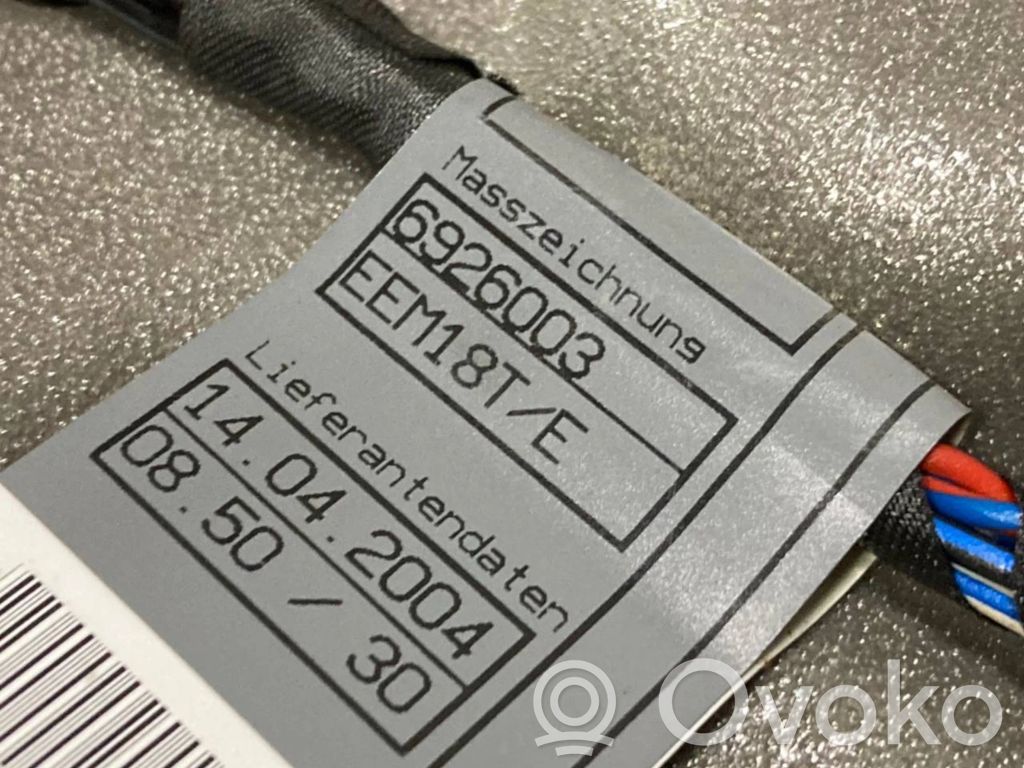 Masszeichnung
6926003
EEM18T/E
Lieferantendaten
14.04.2004
08.50 / 30
Ovoko